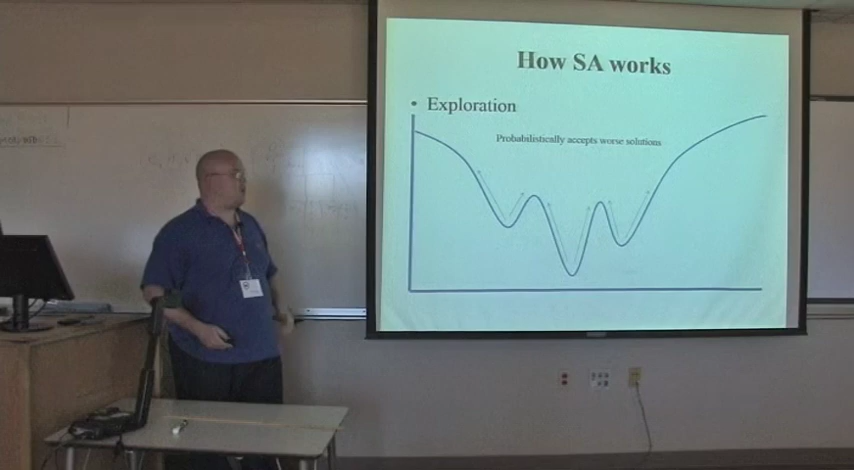 How SA works
• Exploration
Probabilistically accepts worse solutions